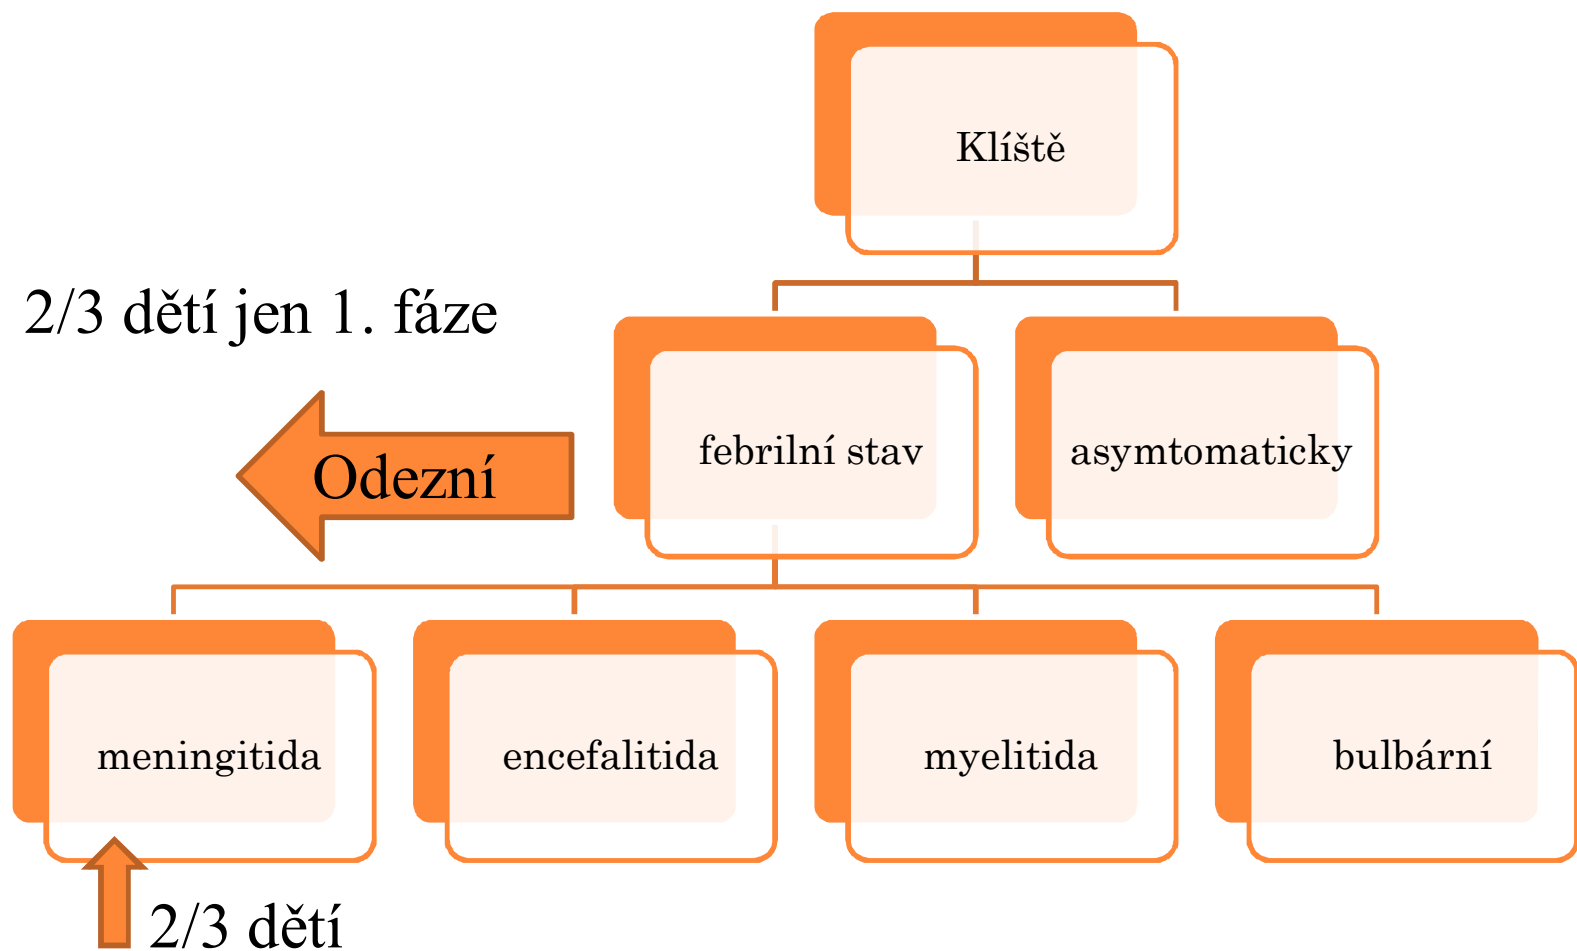 Klíště
2/3 dětí jen 1. fáze
febrilní stav
asymtomaticky
Odezní
meningitida
encefalitida
myelitida
bulbární
2/3 dětí